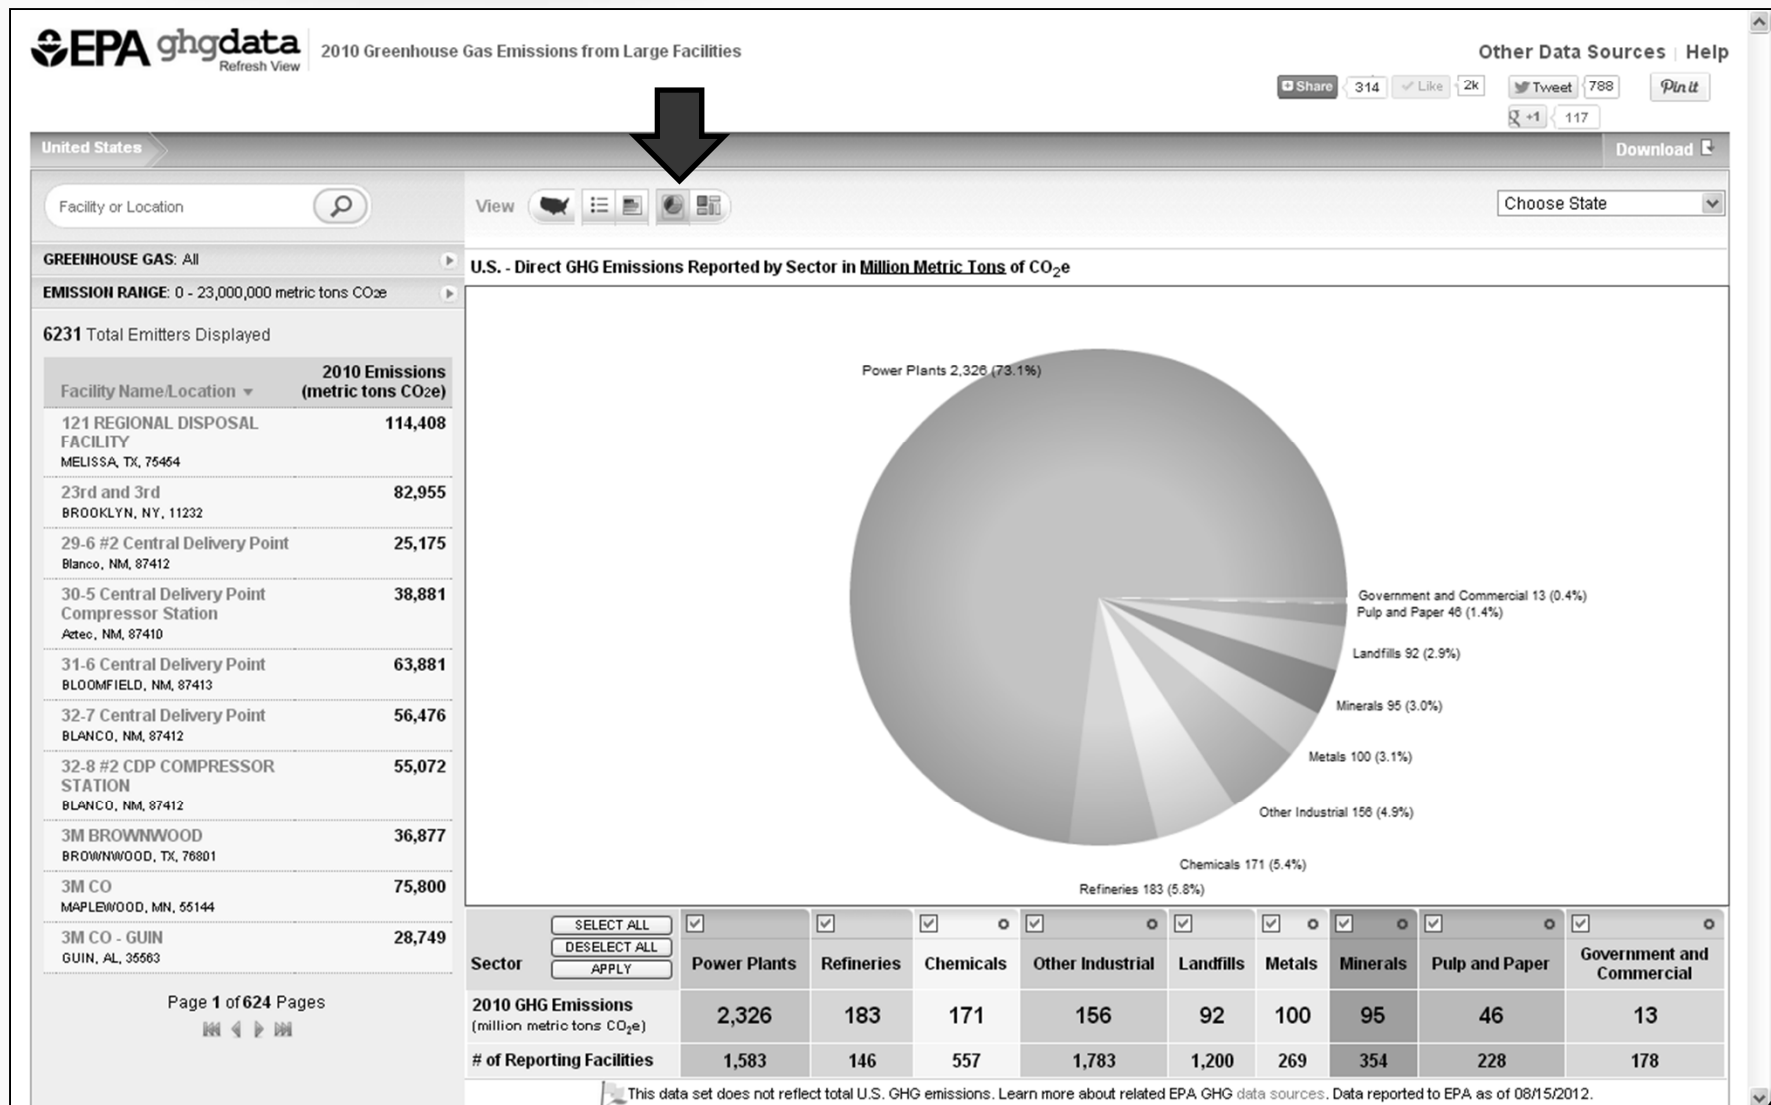 EPA ghgdata
Refresh View
2010 Greenhouse Gas Emissions from Large Facilities
Other Data Sources | Help
Share 314 Like 2k Tweet 788 Pin it
g +1 117
United States
Download
Facility or Location
View
Choose State
GREENHOUSE GAS: All
EMISSION RANGE: 0 - 23,000,000 metric tons CO2e
6231 Total Emitters Displayed
Facility Name/Location
2010 Emissions
(metric tons CO2e)
121 REGIONAL DISPOSAL
FACILITY
MELISSA, TX, 75454
114,408
23rd and 3rd
BROOKLYN, NY, 11232
82,955
29-6 #2 Central Delivery Point
Blanco, NM, 87412
25,175
30-5 Central Delivery Point
Compressor Station
Aztec, NM, 87410
38,881
31-6 Central Delivery Point
BLOOMFIELD, NM, 87413
63,881
32-7 Central Delivery Point
BLANCO, NM, 87412
56,476
32-8 #2 CDP COMPRESSOR
STATION
BLANCO, NM, 87412
55,072
3M BROWNWOOD
BROWNWOOD, TX, 76801
36,877
3M CO
MAPLEWOOD, MN, 55144
75,800
3M CO - GUIN
GUIN, AL, 35563
28,749
Page 1 of 624 Pages
U.S. - Direct GHG Emissions Reported by Sector in Million Metric Tons of CO2e
Power Plants 2,326 (73.1%)
Government and Commercial 13 (0.4%)
Pulp and Paper 46 (1.4%)
Landfills 92 (2.9%)
Minerals 95 (3.0%)
Metals 100 (3.1%)
Other Industrial 156 (4.9%)
Chemicals 171 (5.4%)
Refineries 183 (5.8%)
SELECT ALL
DESELECT ALL
APPLY
Sector Power Plants Refineries Chemicals Other Industrial Landfills Metals Minerals Pulp and Paper Government and Commercial
2010 GHG Emissions
(million metric tons CO2e)
2,326 183 171 156 92 100 95 46 13
# of Reporting Facilities 1,583 146 557 1,783 1,200 269 354 228 178
This data set does not reflect total U.S. GHG emissions. Learn more about related EPA GHG data sources. Data reported to EPA as of 08/15/2012.